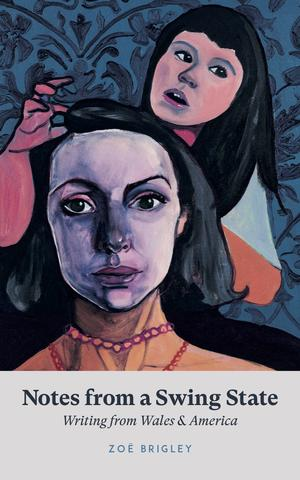 Notes from a Swing State
Writing from Wales & America
ZOË BRIGLEY